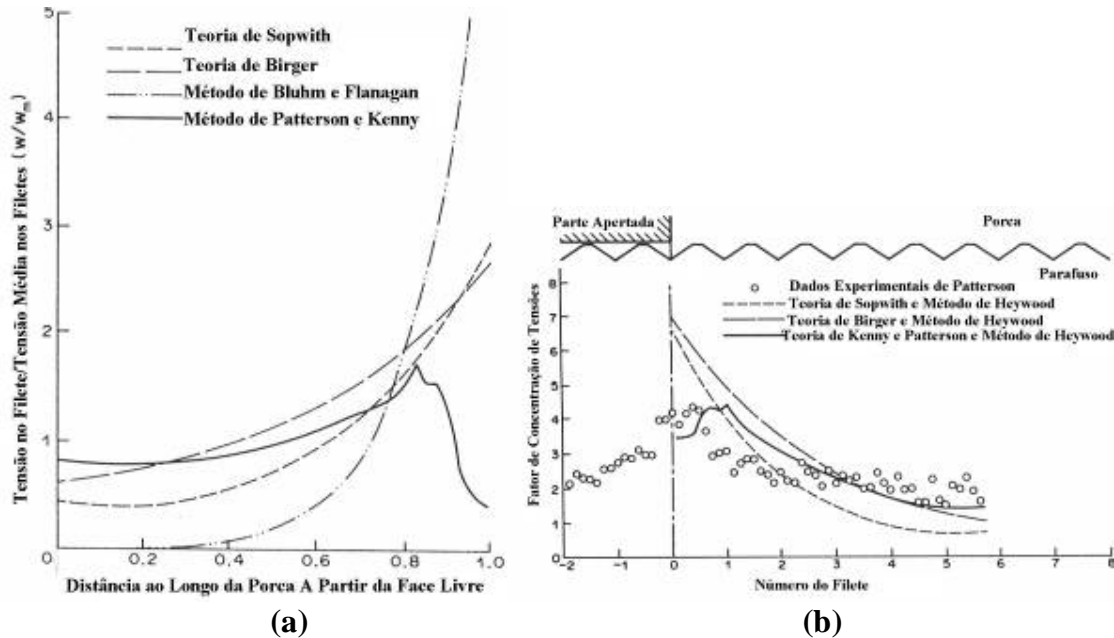 5
4
3
2
1
0
Tensão no Filete/Tensão Média nos Filetes (w/wm)
Teoria de Sopwith
Teoria de Birger
Método de Bluhm e Flanagan
Método de Patterson e Kenny
0.2
0.4
0.6
0.8
1.0
Distância ao Longo da Porca A Partir da Face Livre
(a)
Parte Apertada
Porca
Parafuso
8
7
6
5
4
3
2
1
0
Fator de Concentração de Tensões
Dados Experimentais de Patterson
Teoria de Sopwith e Método de Heywood
Teoria de Birger e Método de Heywood
Teoria de Kenny e Patterson e Método de Heywood
-2
-1
0
1
2
3
4
5
6
7
8
Número do Filete
(b)